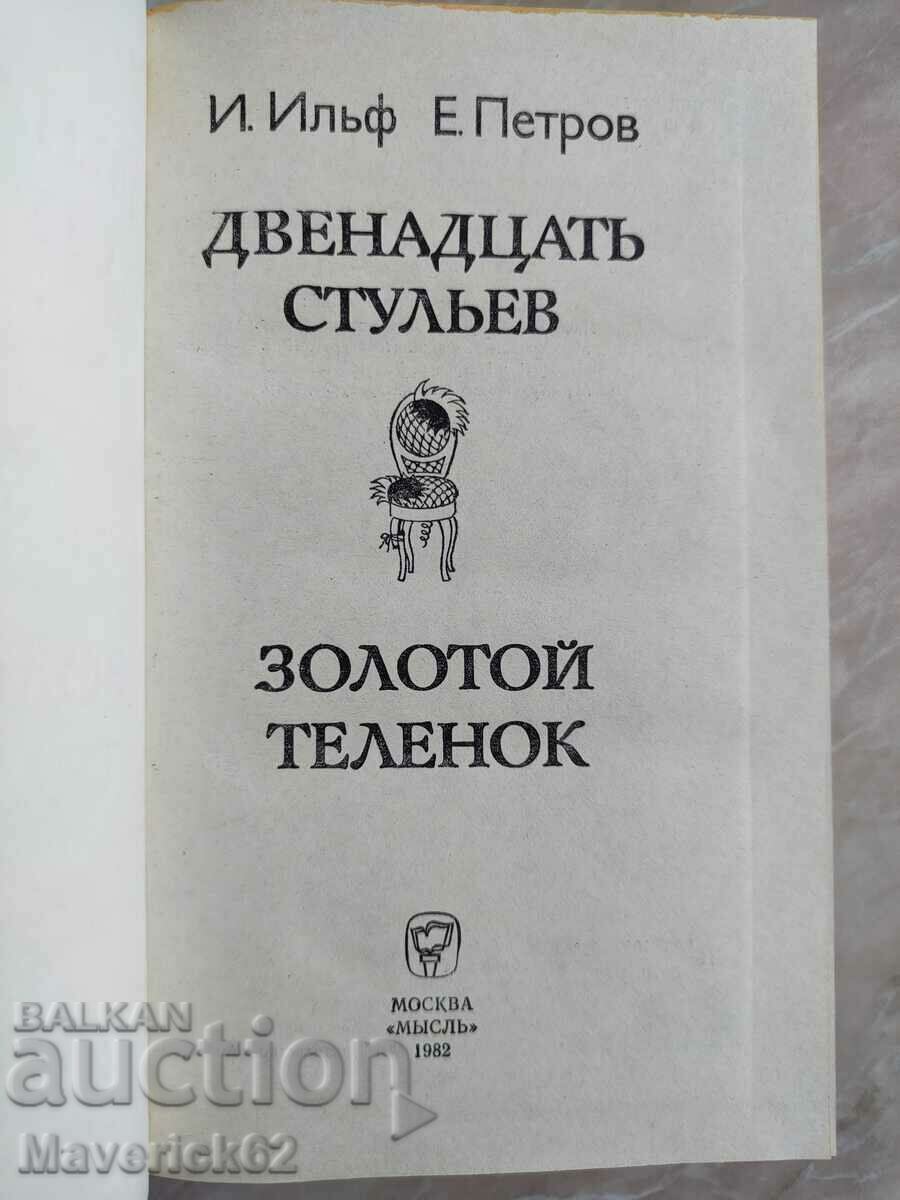 И. Ильф Е. Петров
ДВЕНАДЦАТЬ
СТУЛЬЕВ
ЗОЛОТОЙ
ТЕЛЕНОК
МОСКВА
«МЫСЛЬ»
1982
BALKAN
auction
Maverick62